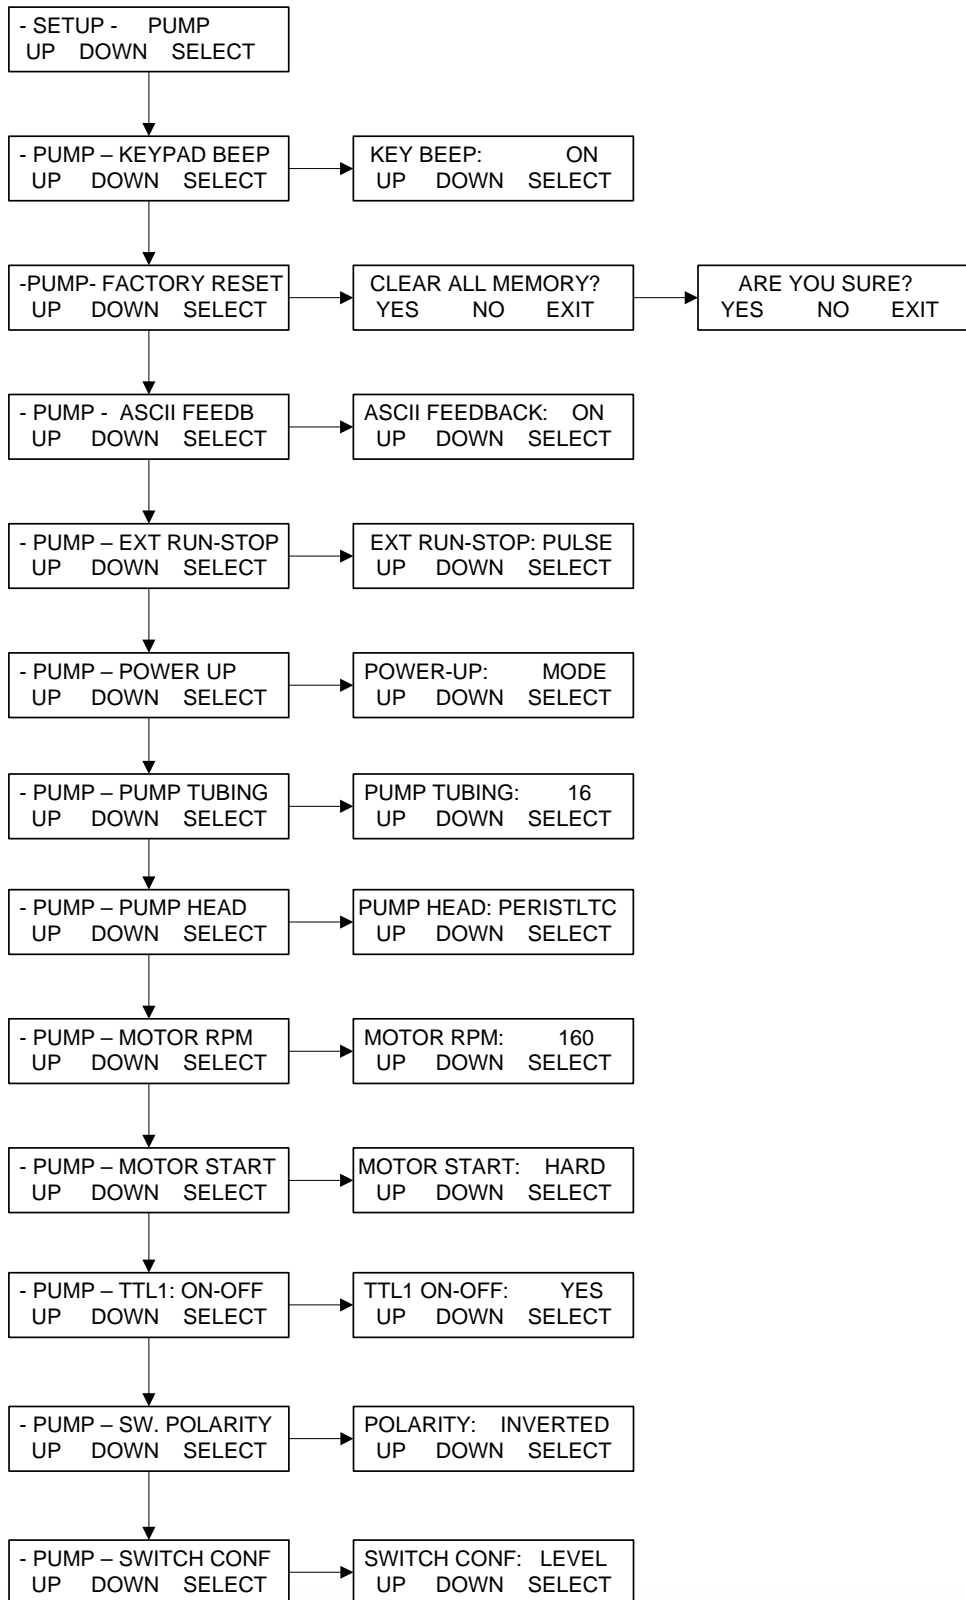 - SETUP - PUMP
UP DOWN SELECT
- PUMP – KEYPAD BEEP
UP DOWN SELECT
KEY BEEP: ON
UP DOWN SELECT
-PUMP- FACTORY RESET
UP DOWN SELECT
CLEAR ALL MEMORY?
YES NO EXIT
ARE YOU SURE?
YES NO EXIT
- PUMP - ASCII FEEDB
UP DOWN SELECT
ASCII FEEDBACK: ON
UP DOWN SELECT
- PUMP – EXT RUN-STOP
UP DOWN SELECT
EXT RUN-STOP: PULSE
UP DOWN SELECT
- PUMP – POWER UP
UP DOWN SELECT
POWER-UP: MODE
UP DOWN SELECT
- PUMP – PUMP TUBING
UP DOWN SELECT
PUMP TUBING: 16
UP DOWN SELECT
- PUMP – PUMP HEAD
UP DOWN SELECT
PUMP HEAD: PERISTLTC
UP DOWN SELECT
- PUMP – MOTOR RPM
UP DOWN SELECT
MOTOR RPM: 160
UP DOWN SELECT
- PUMP – MOTOR START
UP DOWN SELECT
MOTOR START: HARD
UP DOWN SELECT
- PUMP – TTL1: ON-OFF
UP DOWN SELECT
TTL1 ON-OFF: YES
UP DOWN SELECT
- PUMP – SW. POLARITY
UP DOWN SELECT
POLARITY: INVERTED
UP DOWN SELECT
- PUMP – SWITCH CONF
UP DOWN SELECT
SWITCH CONF: LEVEL
UP DOWN SELECT